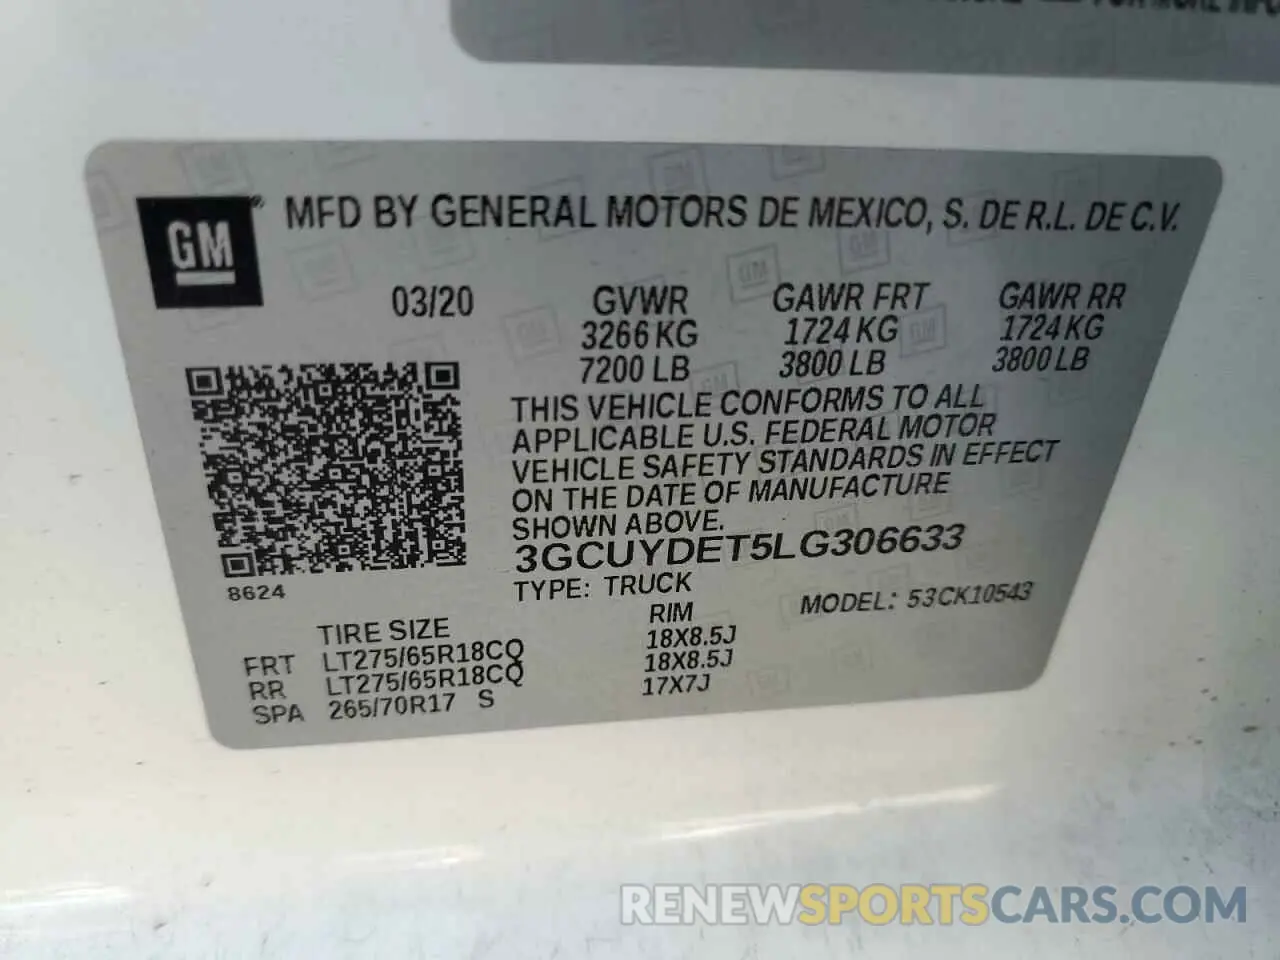 FOR MORE INFO
GM ® MFD BY GENERAL MOTORS DE MEXICO, S. DE R.L. DE C.V.
03/20 GVWR GAWR FRT GAWR RR
3266 KG 1724 KG 1724 KG
7200 LB 3800 LB 3800 LB
THIS VEHICLE CONFORMS TO ALL
APPLICABLE U.S. FEDERAL MOTOR
VEHICLE SAFETY STANDARDS IN EFFECT
ON THE DATE OF MANUFACTURE
SHOWN ABOVE.
3GCUYDET5LG306633
8624 TYPE: TRUCK MODEL: 53CK10543
TIRE SIZE RIM
FRT LT275/65R18CQ 18X8.5J
RR LT275/65R18CQ 18X8.5J
SPA 265/70R17 S 17X7J
RENEWSPORTSCARS.COM